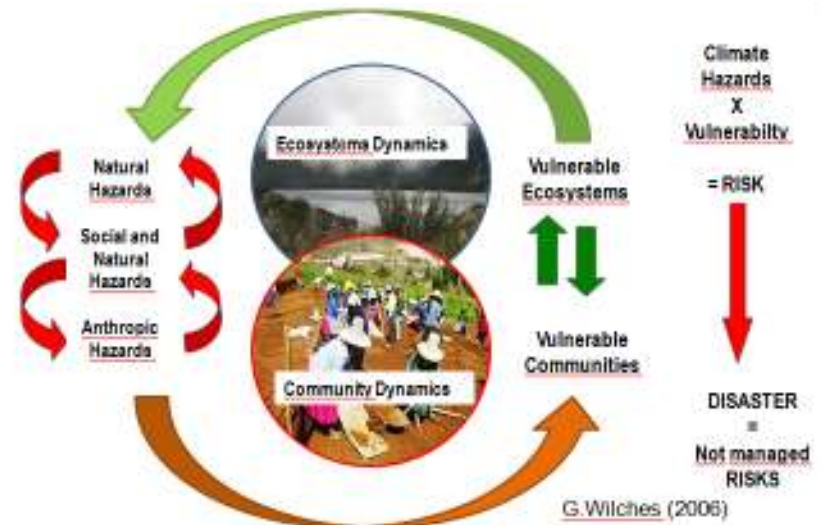 Ecosystems Dynamics
Community Dynamics
Natural
Hazards
Social and
Natural
Hazards
Anthropic
Hazards
Vulnerable
Ecosystems
Vulnerable
Communities
Climate
Hazards
X
Vulnerabilty
= RISK
DISASTER
=
Not managed
RISKS
G.Wilches (2006)